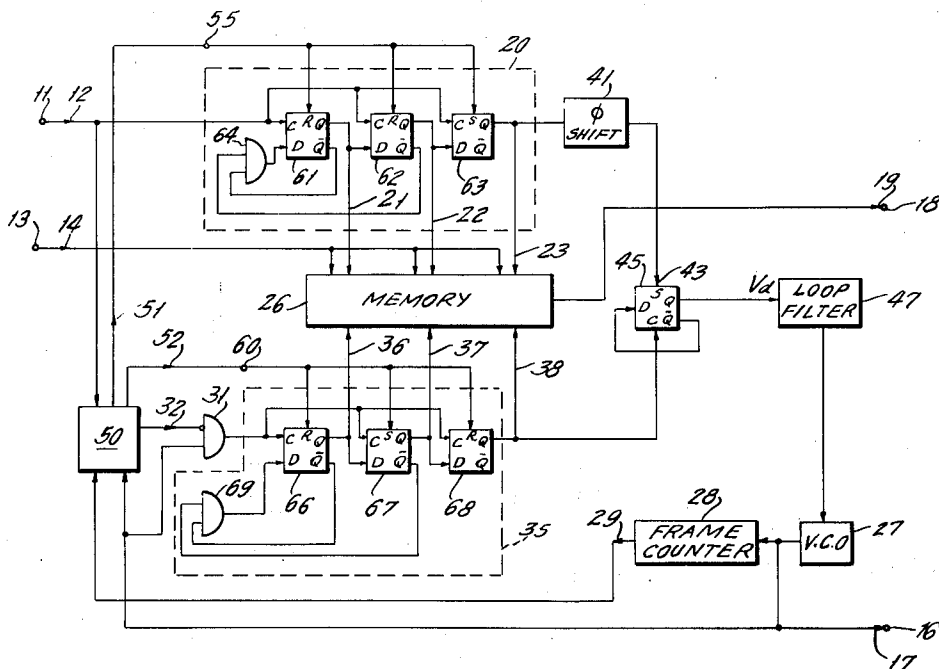 55
20
41
11
12
φ
SHIFT
C R Q
D Q̄
C R Q
D Q̄
C S Q
D Q̄
64
61
62
63
19
18
13
14
21
22
23
43
45
S
D Q
C Q̄
Vd
LOOP
FILTER
47
26
MEMORY
51
36
37
38
52
60
32
31
50
C R Q
D Q̄
C S Q
D Q̄
C R Q
D Q̄
69
66
67
68
35
28
29
FRAME
COUNTER
V.C.O
27
16
17